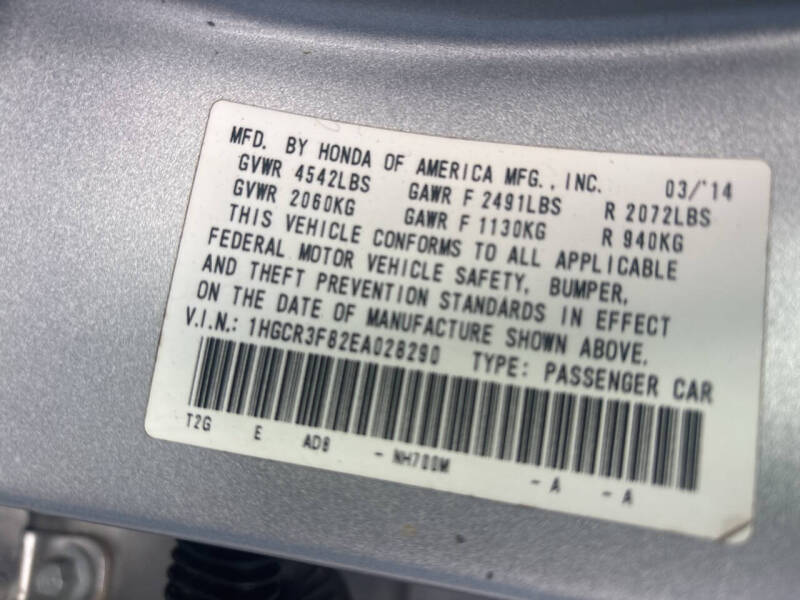 MFD. BY HONDA OF AMERICA MFG., INC. 03/'14
GVWR 4542LBS GAWR F 2491LBS R 2072LBS
GVWR 2060KG GAWR F 1130KG R 940KG
THIS VEHICLE CONFORMS TO ALL APPLICABLE
FEDERAL MOTOR VEHICLE SAFETY, BUMPER,
AND THEFT PREVENTION STANDARDS IN EFFECT
ON THE DATE OF MANUFACTURE SHOWN ABOVE.
V.I.N.: 1HGCR3F82EA028290 TYPE: PASSENGER CAR
T2G E AD8 - NH700M - A - A